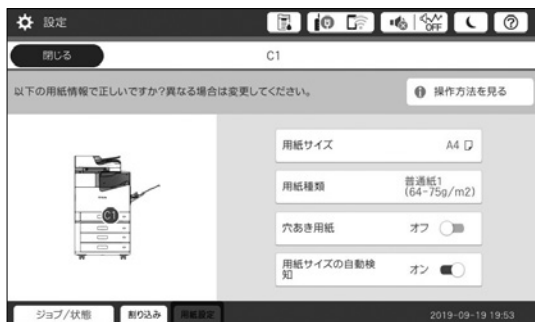 設定
OFF
閉じる
C1
以下の用紙情報で正しいですか?異なる場合は変更してください。
操作方法を見る
用紙サイズ
A4
用紙種類
普通紙1
(64-75g/m2)
穴あき用紙
オフ
用紙サイズの自動検
知
オン
C1
ジョブ/状態
割り込み
用紙設定
2019-09-19 19:53